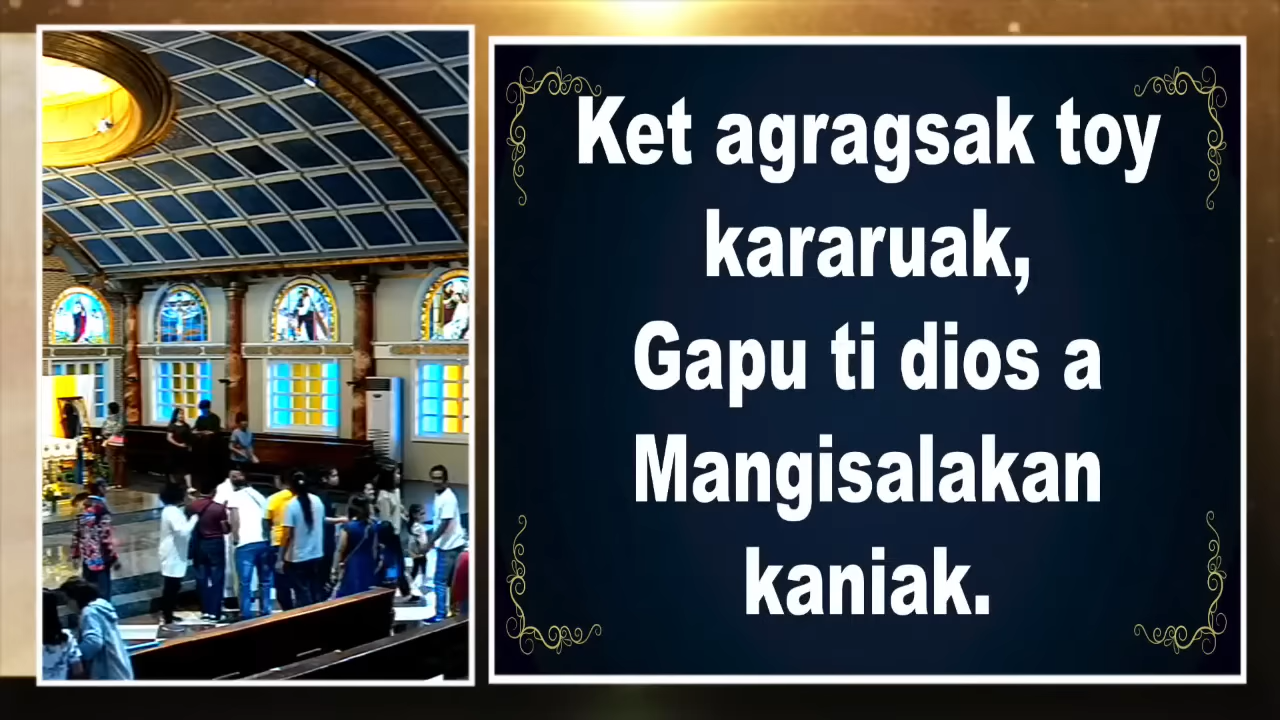 Ket agragsak toy
kararuak,
Gapu ti dios a
Mangisalakan
kaniak.